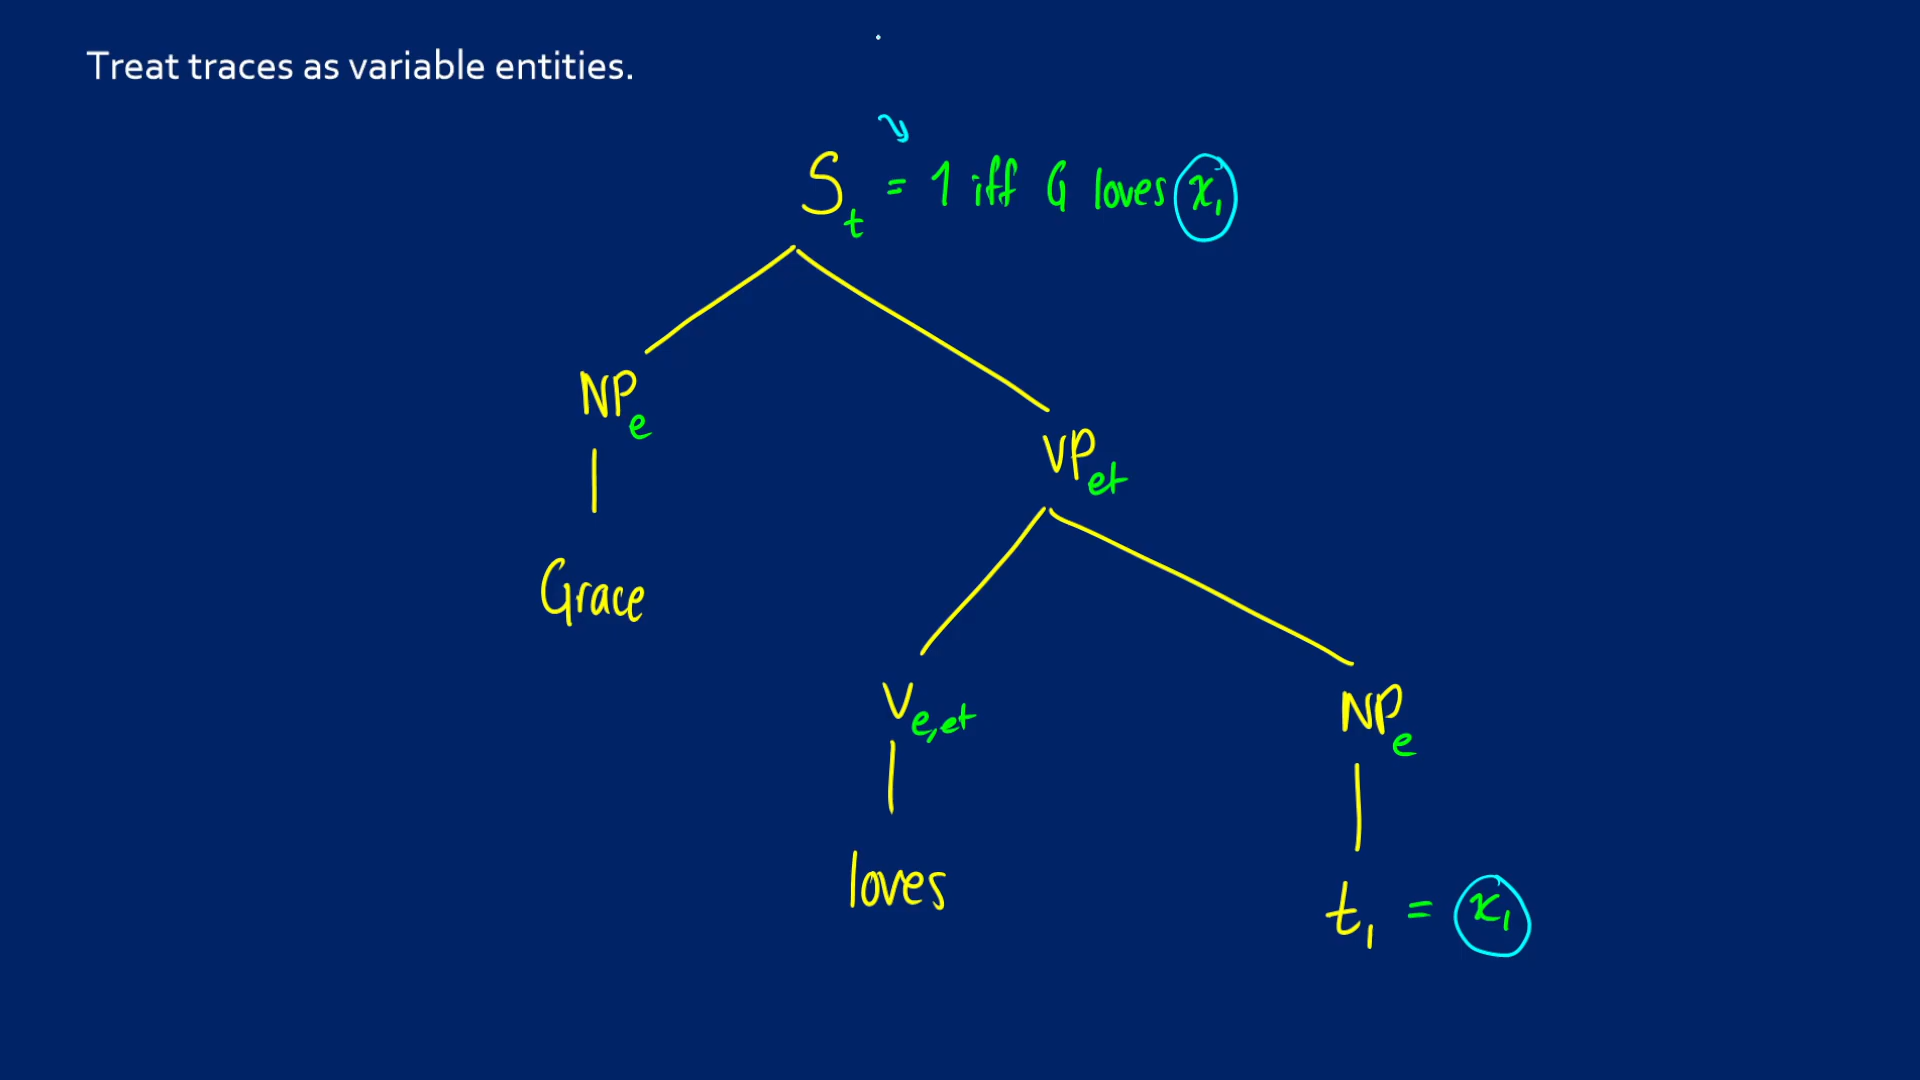 Treat traces as variable entities.
S t = 1 iff G loves x₁
NP e
VP et
Grace
V e,et
NP e
loves
t₁ = x₁